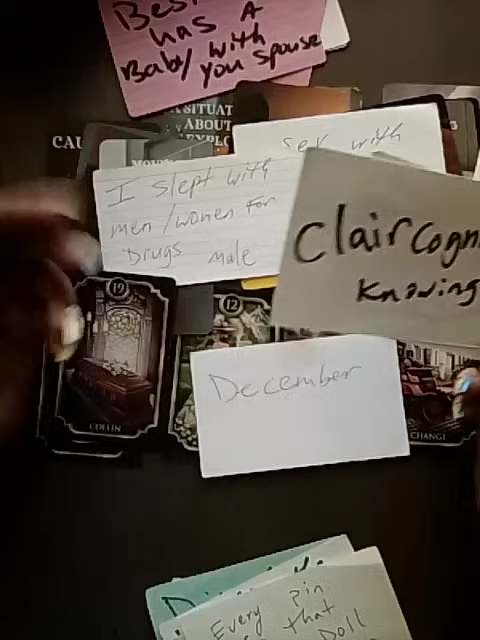 Best
has A
Baby with
you spouse
A SITUAT
ABOUT
EXPLO
CAU
Sex with
I slept with
men/women For
Drugs male
ClairCogn
Knowing
19
COFFIN
12
December
CHANGE
Every pin
that
Doll